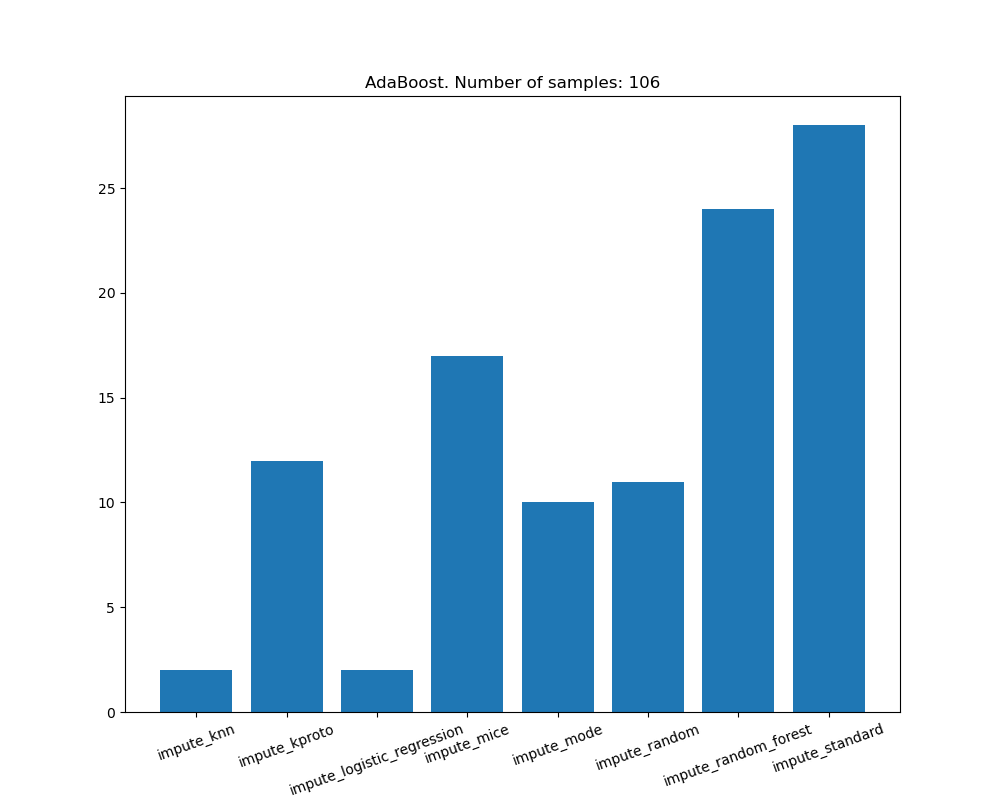 AdaBoost. Number of samples: 106
25
20
15
10
5
0
impute_knn
impute_kproto
impute_logistic_regression
impute_mice
impute_mode
impute_random
impute_random_forest
impute_standard